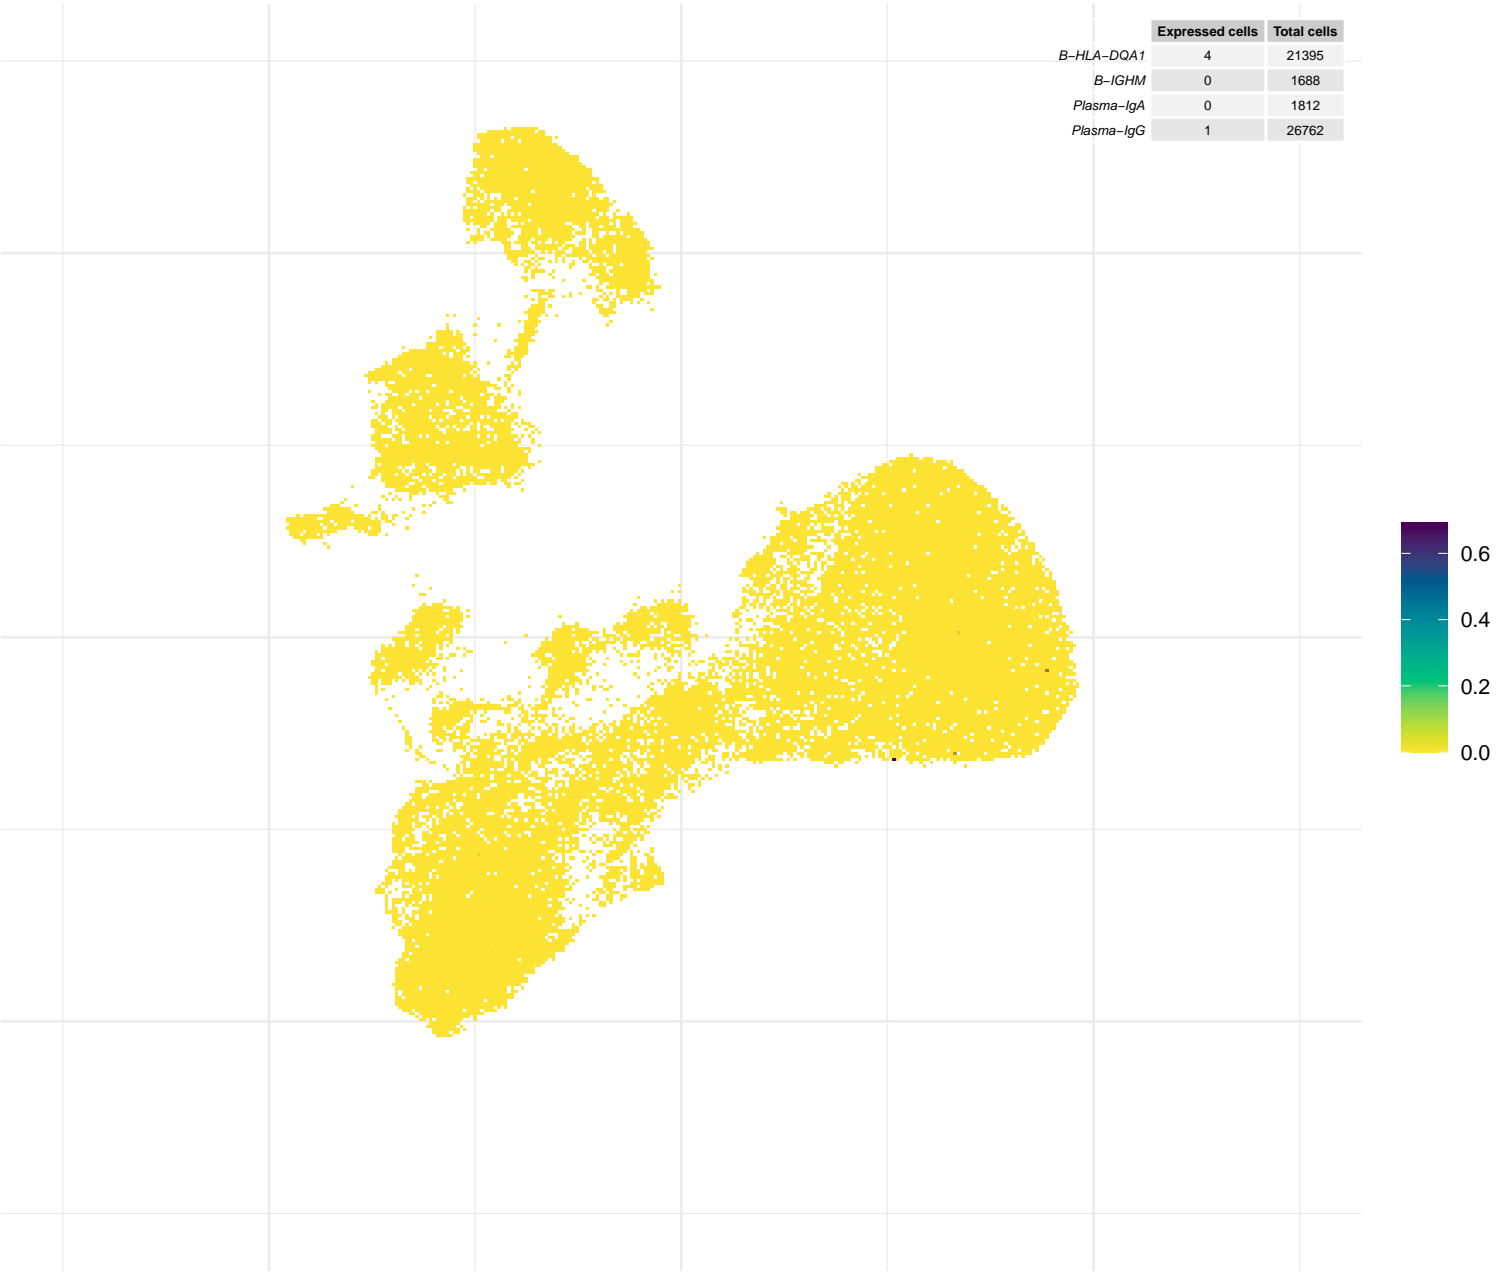 Expressed cells Total cells
B−HLA−DQA1 4 21395
B−IGHM 0 1688
Plasma−IgA 0 1812
Plasma−IgG 1 26762
0.6
0.4
0.2
0.0